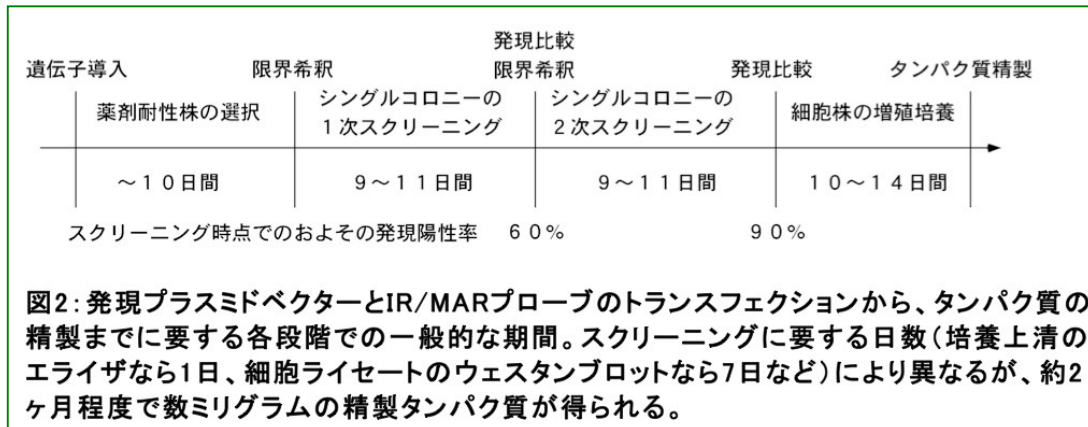 発現比較
遺伝子導入 限界希釈 限界希釈 発現比較 タンパク質精製
薬剤耐性株の選択 シングルコロニーの１次スクリーニング シングルコロニーの２次スクリーニング 細胞株の増殖培養
～１０日間 ９～１１日間 ９～１１日間 １０～１４日間
スクリーニング時点でのおよその発現陽性率 ６０% ９０%
図2：発現プラスミドベクターとIR/MARプローブのトランスフェクションから、タンパク質の
精製までに要する各段階での一般的な期間。スクリーニングに要する日数（培養上清の
エライザなら1日、細胞ライセートのウェスタンブロットなら7日など）により異なるが、約2
ヶ月程度で数ミリグラムの精製タンパク質が得られる。